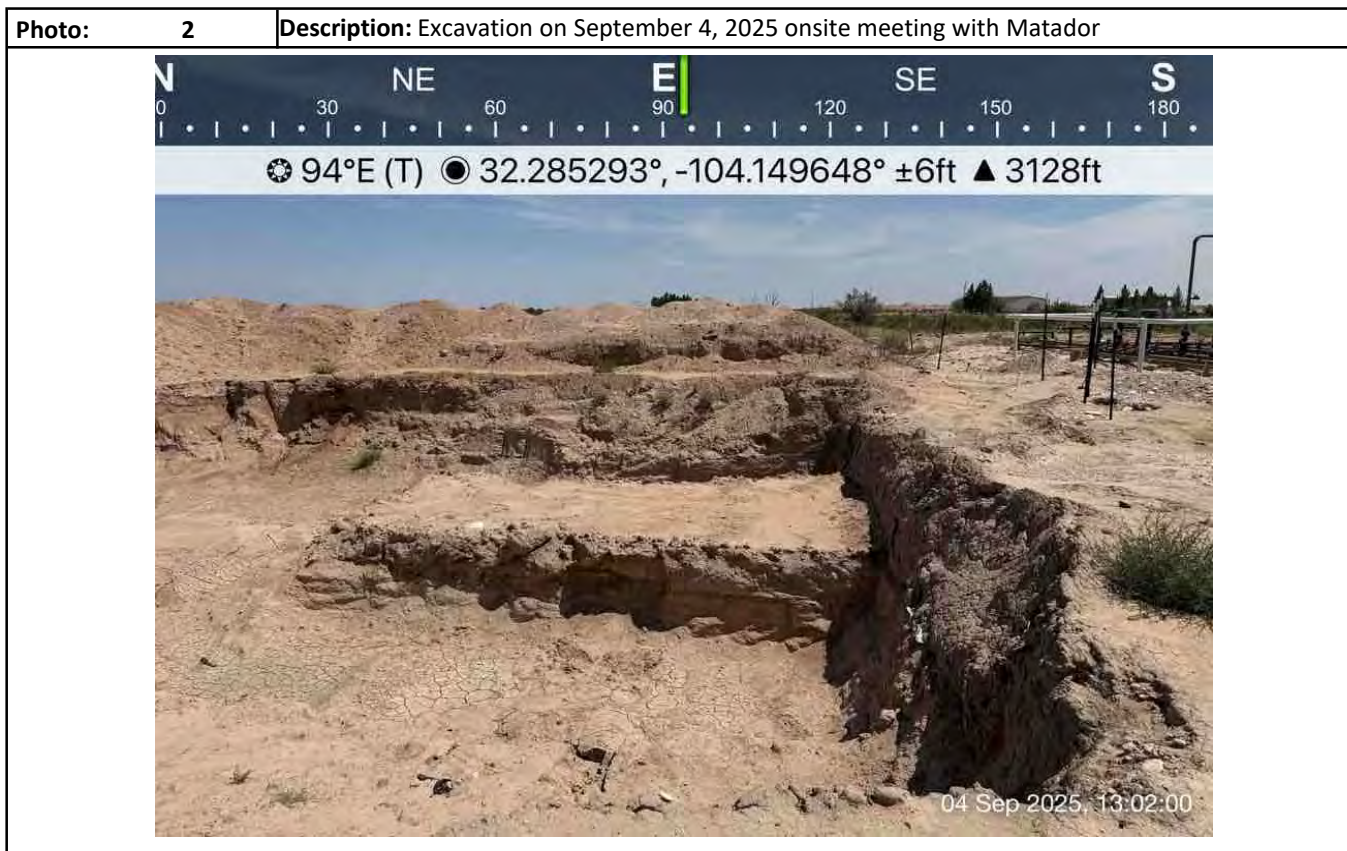 Photo: 2 Description: Excavation on September 4, 2025 onsite meeting with Matador
N NE E SE S
0 30 60 90 120 150 180
94°E (T) 32.285293°, -104.149648° ±6ft ▲ 3128ft
04 Sep 2025, 13:02:00